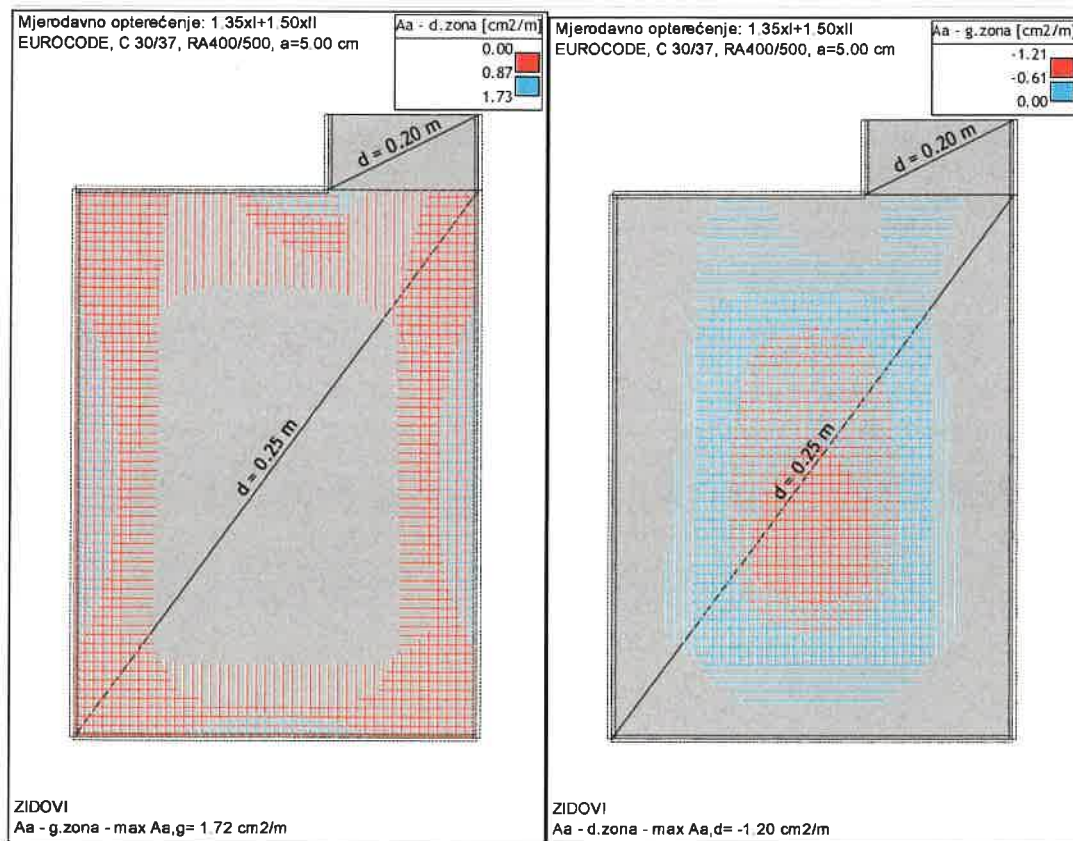 Mjerodavno opterećenje: 1.35xI+1.50xII
EUROCODE, C 30/37, RA400/500, a=5.00 cm
Aa - d.zona [cm2/m]
0.00
0.87
1.73
d = 0.20 m
d = 0.25 m
ZIDOVI
Aa - g.zona - max Aa,g= 1.72 cm2/m
Mjerodavno opterećenje: 1.35xI+1.50xII
EUROCODE, C 30/37, RA400/500, a=5.00 cm
Aa - g.zona [cm2/m]
-1.21
-0.61
0.00
d = 0.20 m
d = 0.25 m
ZIDOVI
Aa - d.zona - max Aa,d= -1.20 cm2/m